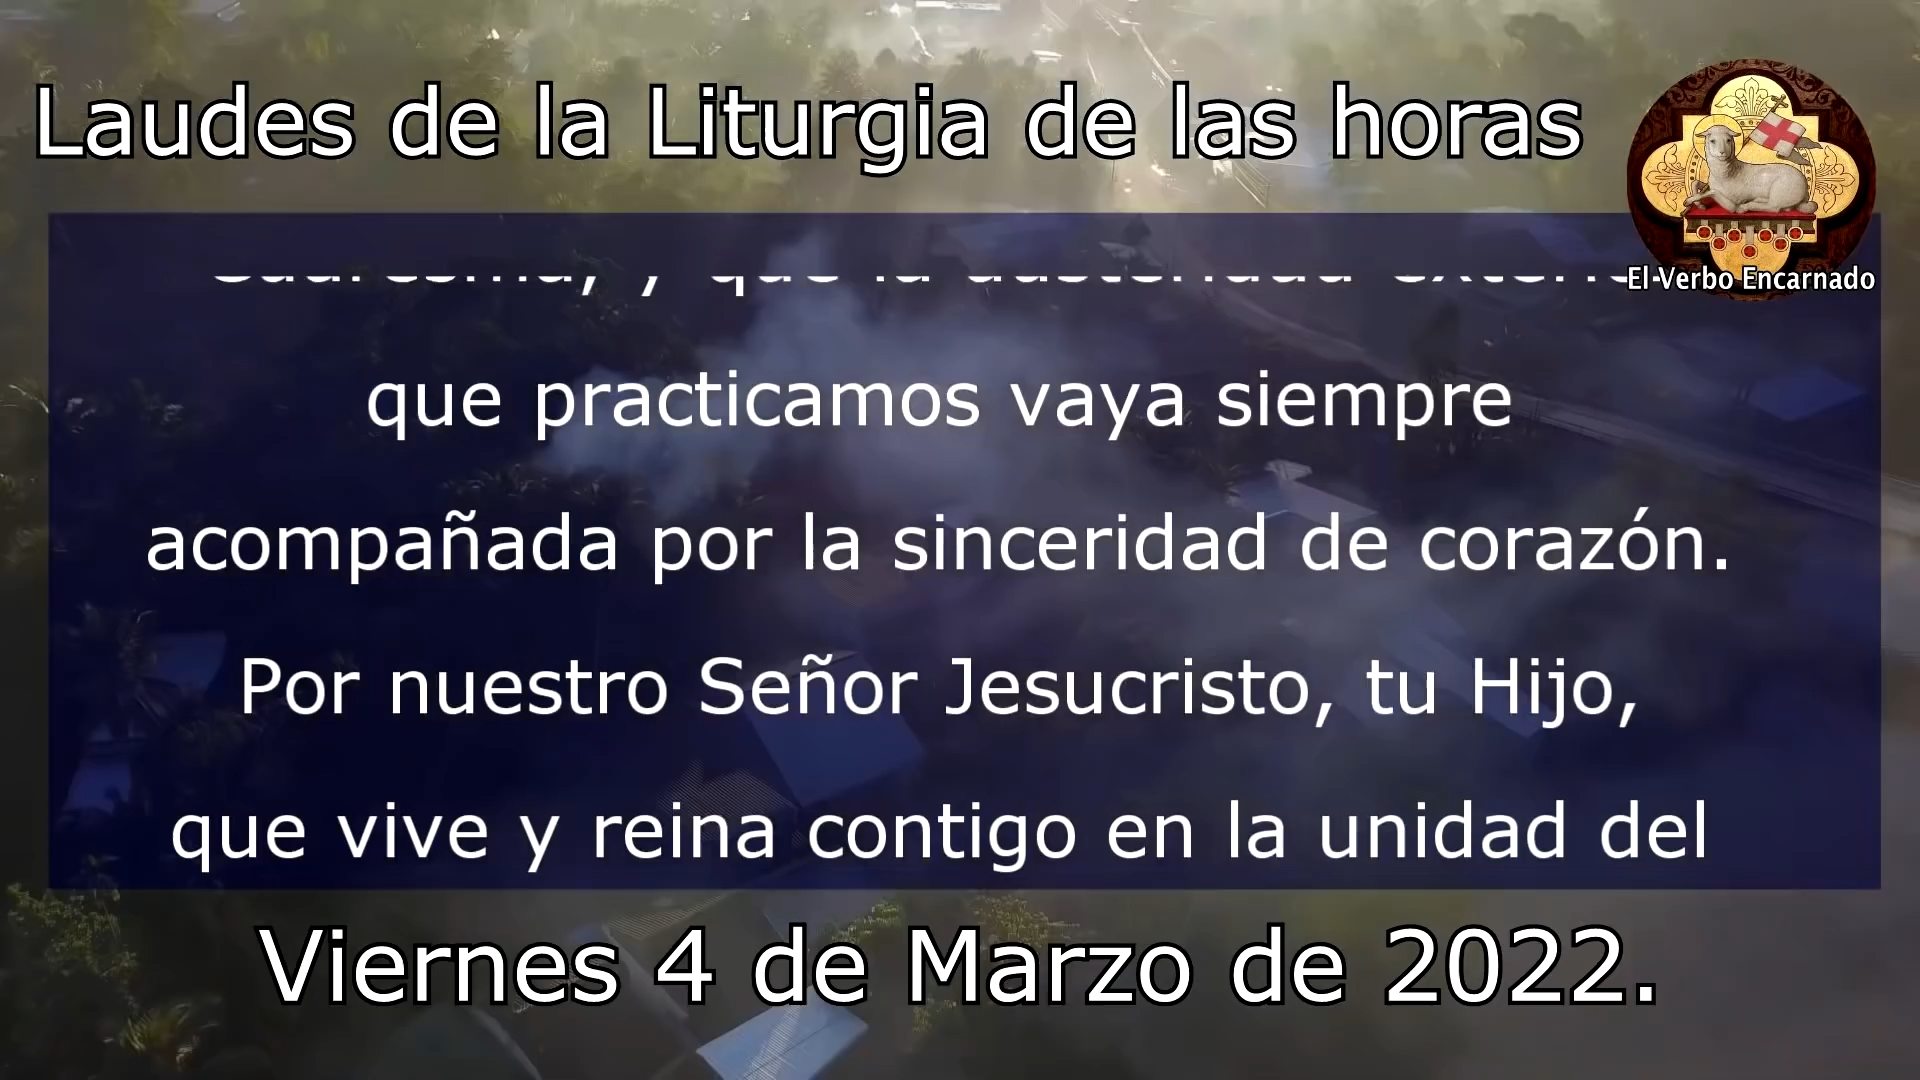 Laudes de la Liturgia de las horas
El Verbo Encarnado
que practicamos vaya siempre
acompañada por la sinceridad de corazón.
Por nuestro Señor Jesucristo, tu Hijo,
que vive y reina contigo en la unidad del
Viernes 4 de Marzo de 2022.